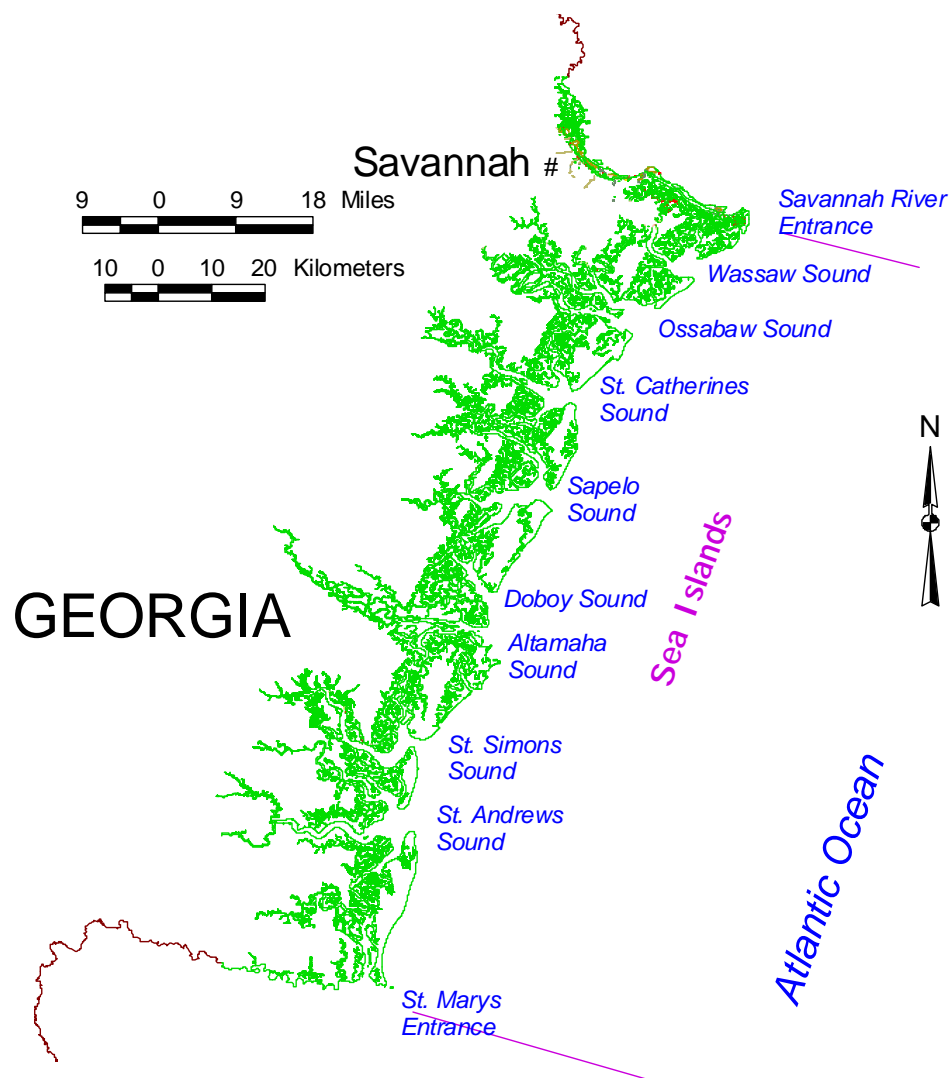 Savannah #
9 0 9 18 Miles
10 0 10 20 Kilometers
Savannah River
Entrance
Wassaw Sound
Ossabaw Sound
St. Catherines
Sound
N
Sapelo
Sound
Sea Islands
GEORGIA
Doboy Sound
Altamaha
Sound
St. Simons
Sound
St. Andrews
Sound
Atlantic Ocean
St. Marys
Entrance